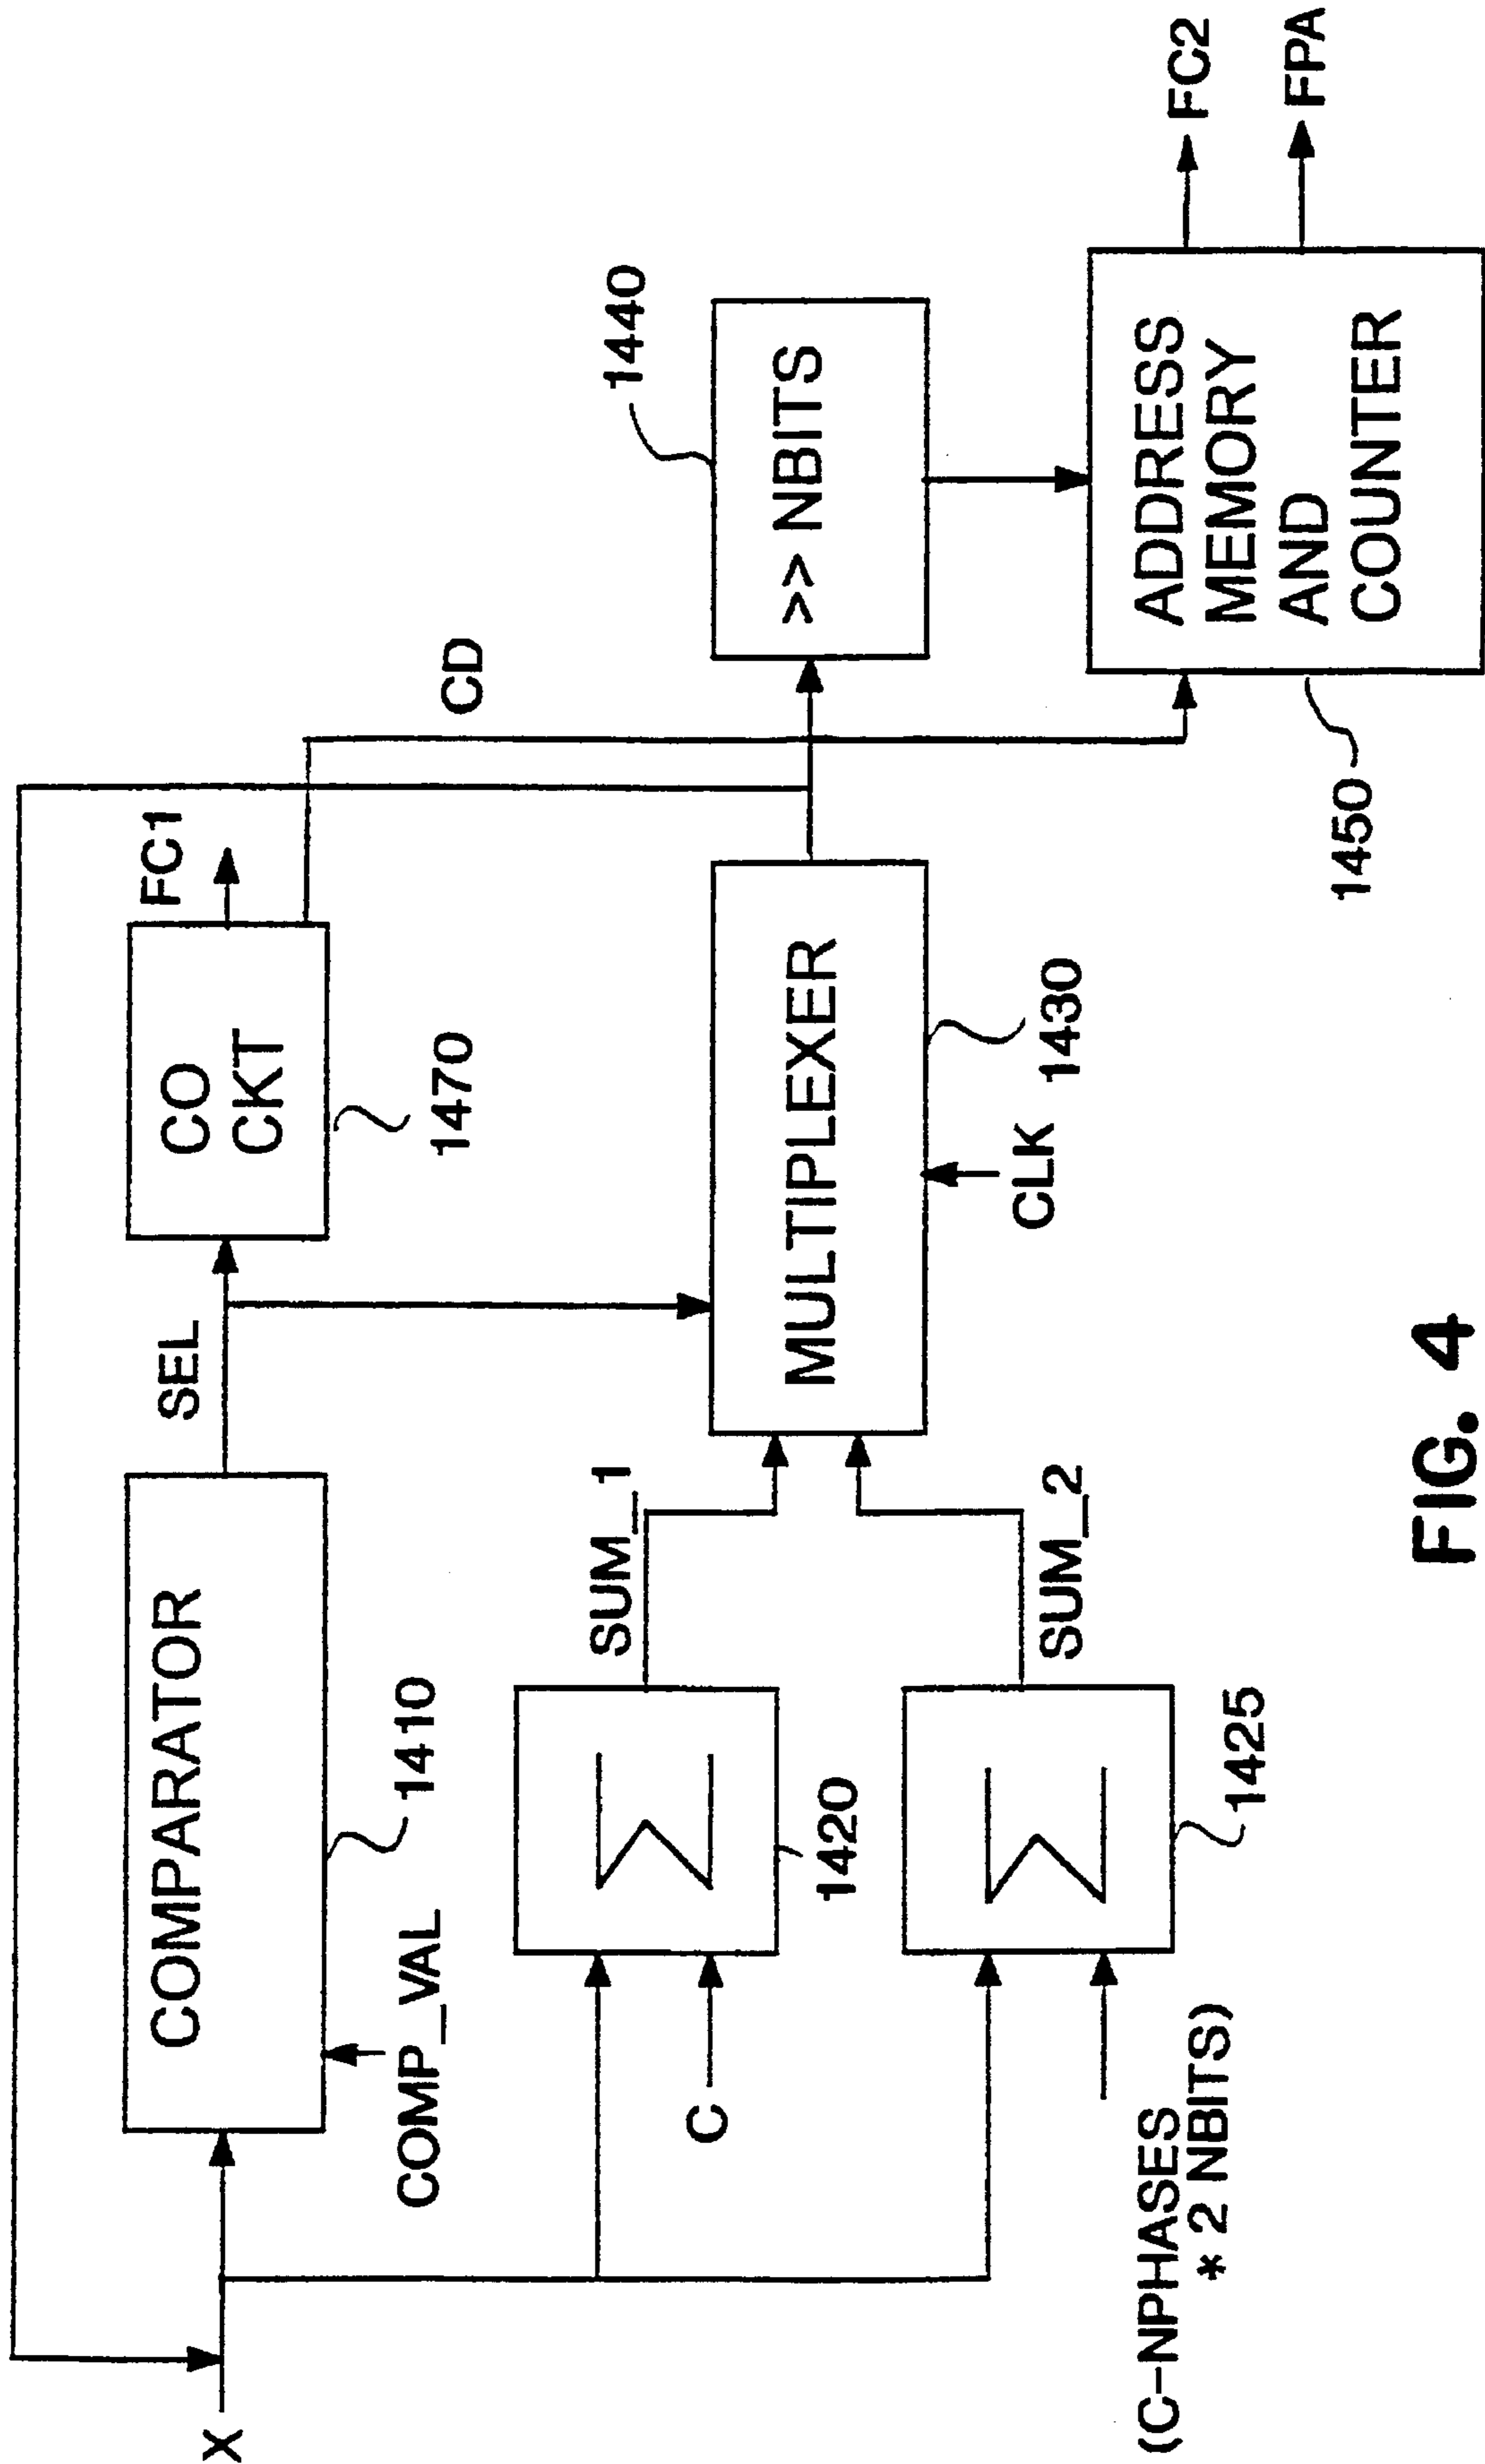 X
COMPARATOR
1410
COMP_VAL
SEL
CO
CKT
1470
FC1
CD
C
1420
SUM_1
(C-NPHASES
* 2 NBITS)
1425
SUM_2
MULTIPLEXER
1430
CLK
>> NBITS
1440
ADDRESS
MEMORY
AND
COUNTER
1450
FC2
FPA
FIG. 4